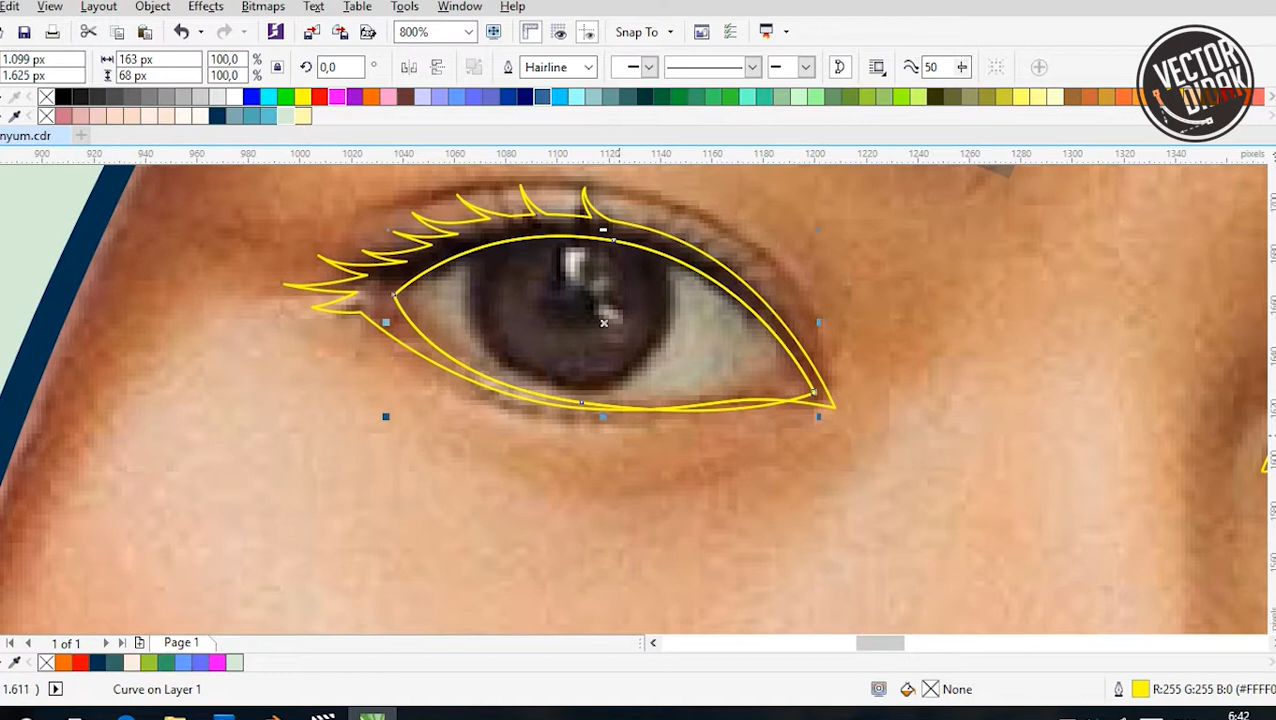 Edit View Layout Object Effects Bitmaps Text Table Tools Window Help
800% Snap To
1.099 px 163 px 100,0 %
0,0 ° Hairline 50
1.625 px 68 px 100,0 %
VECTOR
DIDAK
nyum.cdr
900 920 940 960 980 1000 1020 1040 1060 1080 1100 1120 1140 1160 1180 1200 1220 1240 1260 1280 1300 1320 1340 pixels
1 of 1 Page 1
1.611 ) Curve on Layer 1 None R:255 G:255 B:0 (#FFFF0
6:42